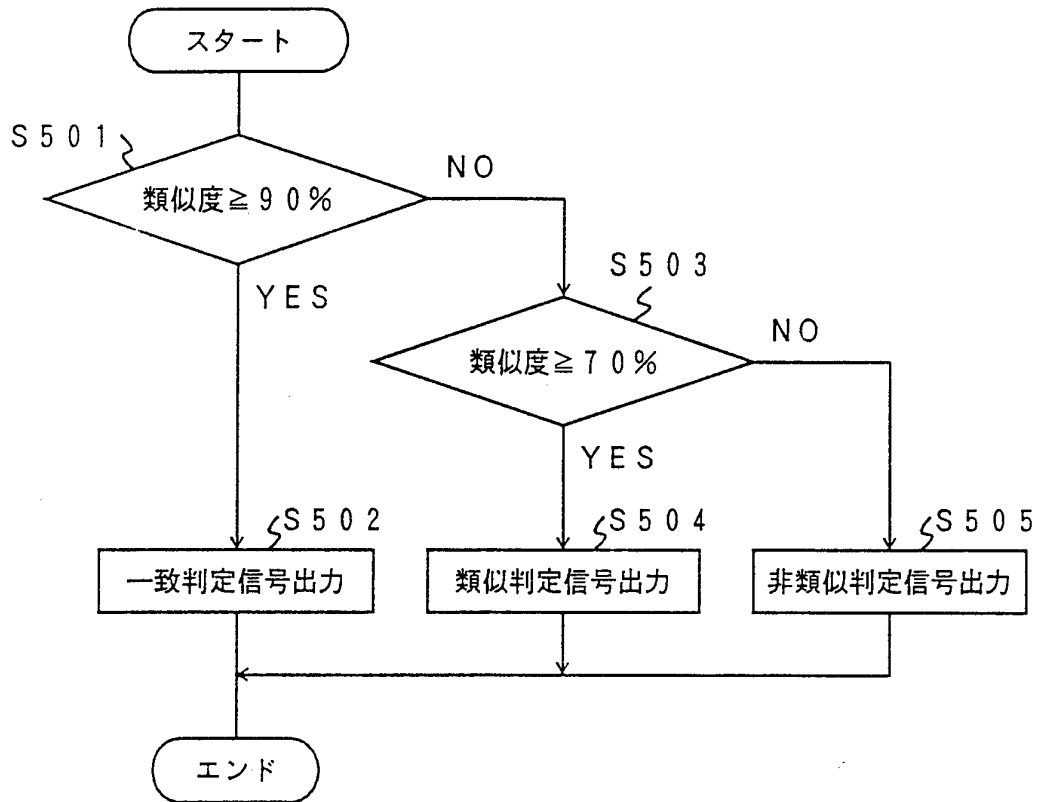 スタート
S501
類似度≧90%
NO
YES
S503
類似度≧70%
NO
YES
S502
一致判定信号出力
S504
類似判定信号出力
S505
非類似判定信号出力
エンド